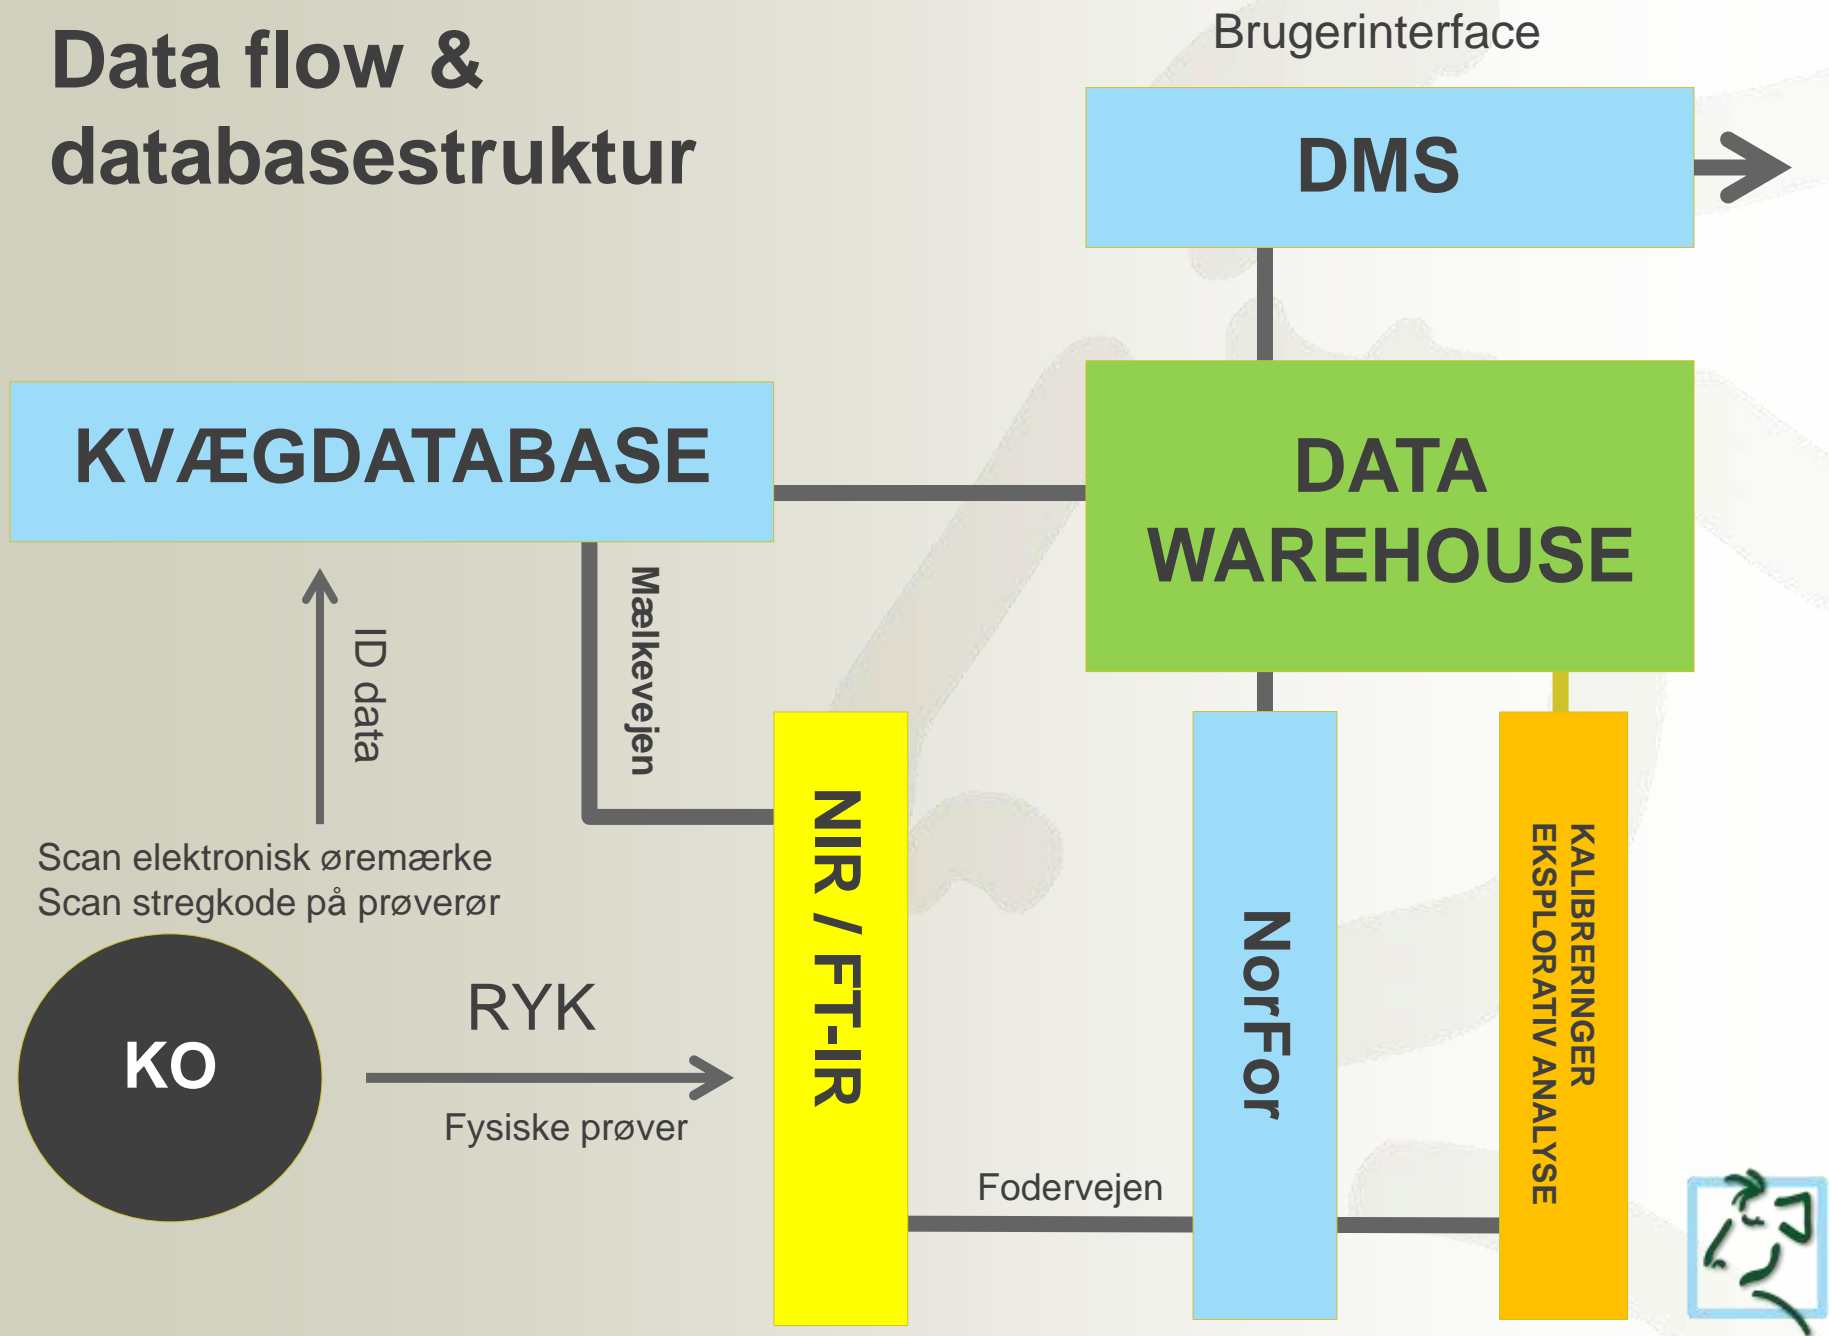 Data flow &
databasestruktur
Brugerinterface
DMS
KVÆGDATABASE
DATA
WAREHOUSE
Mælkevejen
ID data
Scan elektronisk øremærke
Scan stregkode på prøverør
KO
RYK
Fysiske prøver
NIR / FT-IR
Fodervejen
NorFor
KALIBRERINGER
EKSPLORATIV ANALYSE